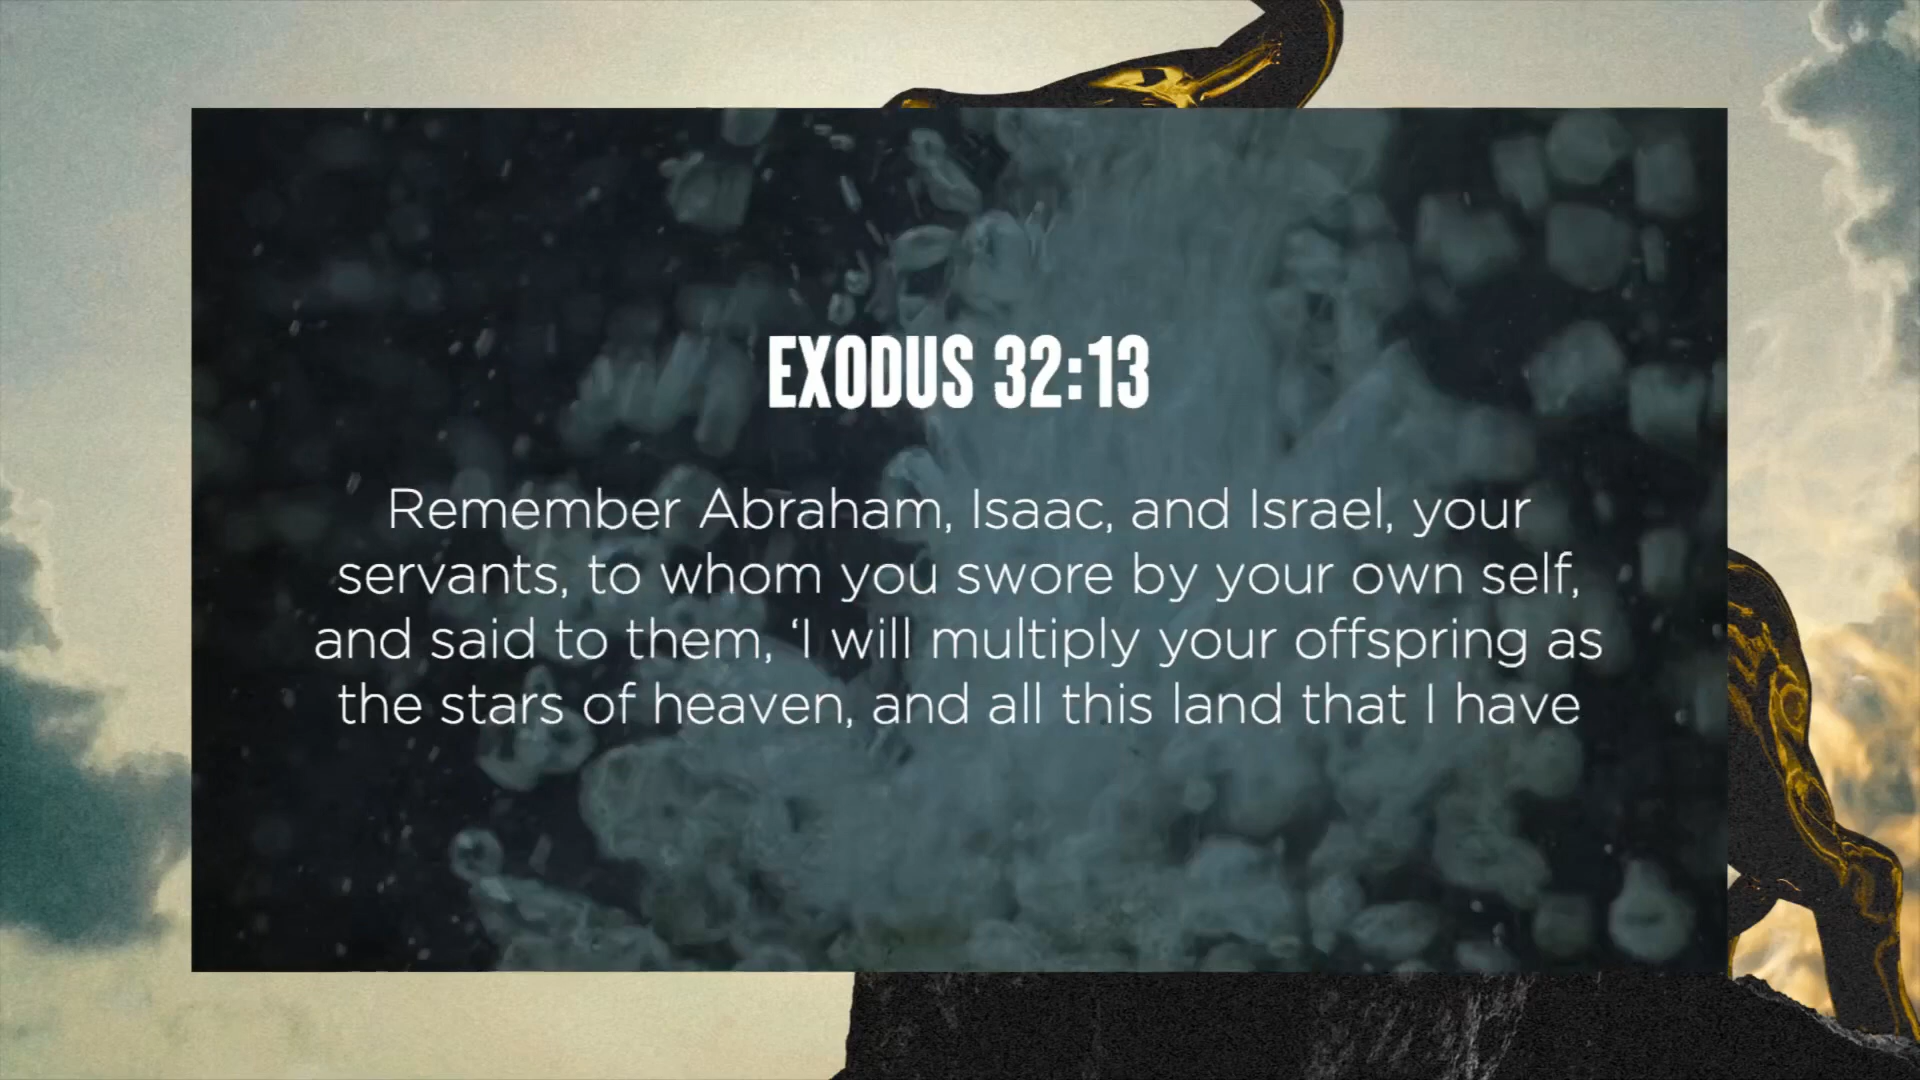 EXODUS 32:13
Remember Abraham, Isaac, and Israel, your
servants, to whom you swore by your own self,
and said to them, ‘I will multiply your offspring as
the stars of heaven, and all this land that I have